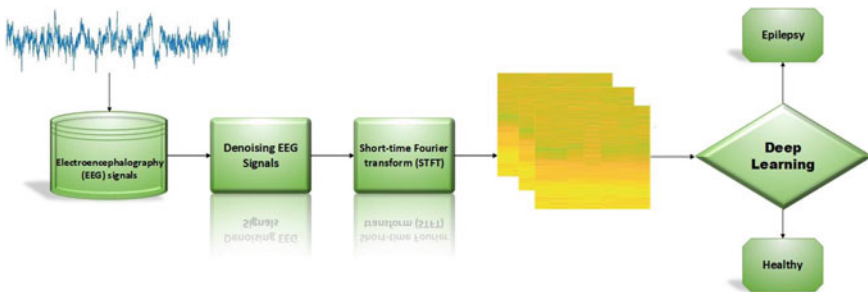 Epilepsy
Electroencephalography
(EEG) signals
Denoising EEG
Signals
Short-time Fourier
transform (STFT)
Deep
Learning
Healthy